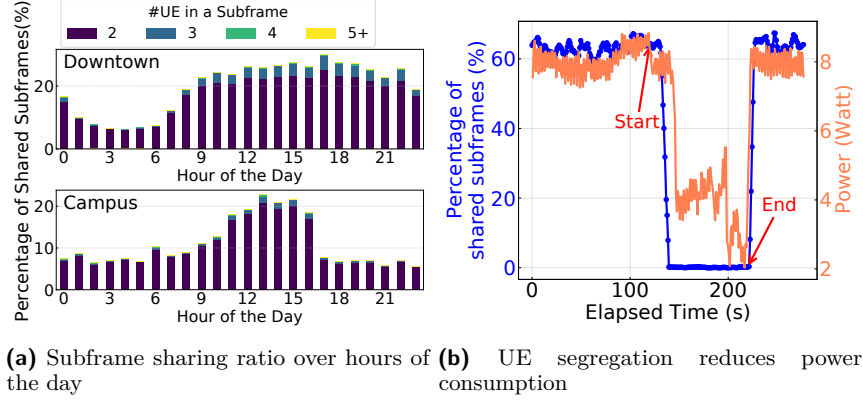 #UE in a Subframe
2 3 4 5+
Percentage of Shared Subframes(%)
Downtown
20
0
0 3 6 9 12 15 18 21
Hour of the Day
Campus
20
10
0
0 3 6 9 12 15 18 21
Hour of the Day
Percentage of
shared subframes (%)
60
40
20
0
Start
End
8
6
4
2
Power (Watt)
0 100 200
Elapsed Time (s)
(a) Subframe sharing ratio over hours of
the day
(b) UE segregation reduces power
consumption